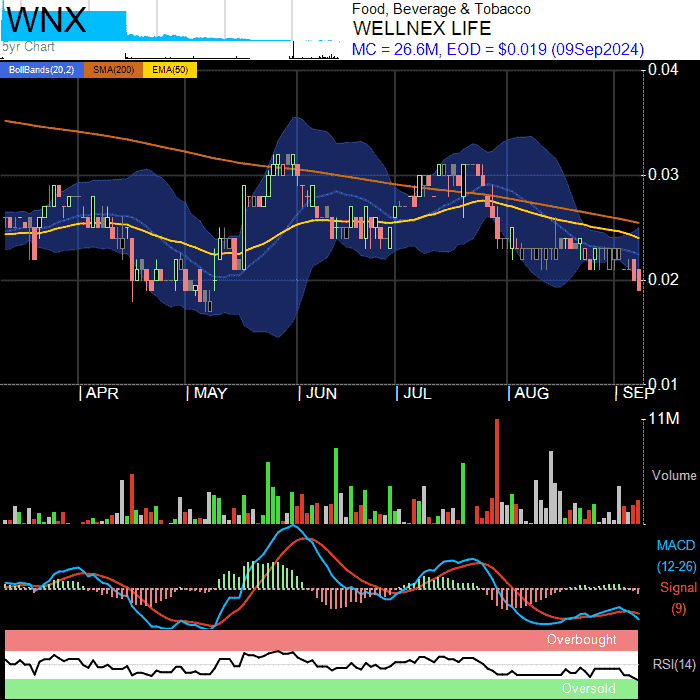 WNX
5yr Chart
Food, Beverage & Tobacco
WELLNEX LIFE
MC = 26.6M, EOD = $0.019 (09Sep2024)
BollBands(20,2) SMA(200) EMA(50)
0.04
0.03
0.02
0.01
| APR | MAY | JUN | JUL | AUG | SEP
11M
Volume
MACD
(12-26)
Signal
(9)
Overbought
RSI(14)
Oversold